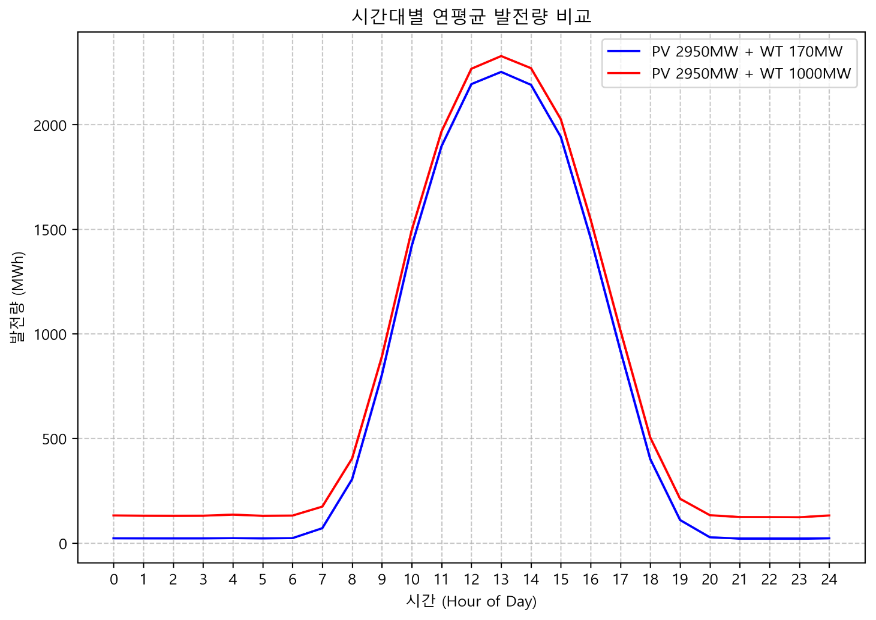 시간대별 연평균 발전량 비교
PV 2950MW + WT 170MW
PV 2950MW + WT 1000MW
발전량 (MWh)
2000
1500
1000
500
0
0 1 2 3 4 5 6 7 8 9 10 11 12 13 14 15 16 17 18 19 20 21 22 23 24
시간 (Hour of Day)